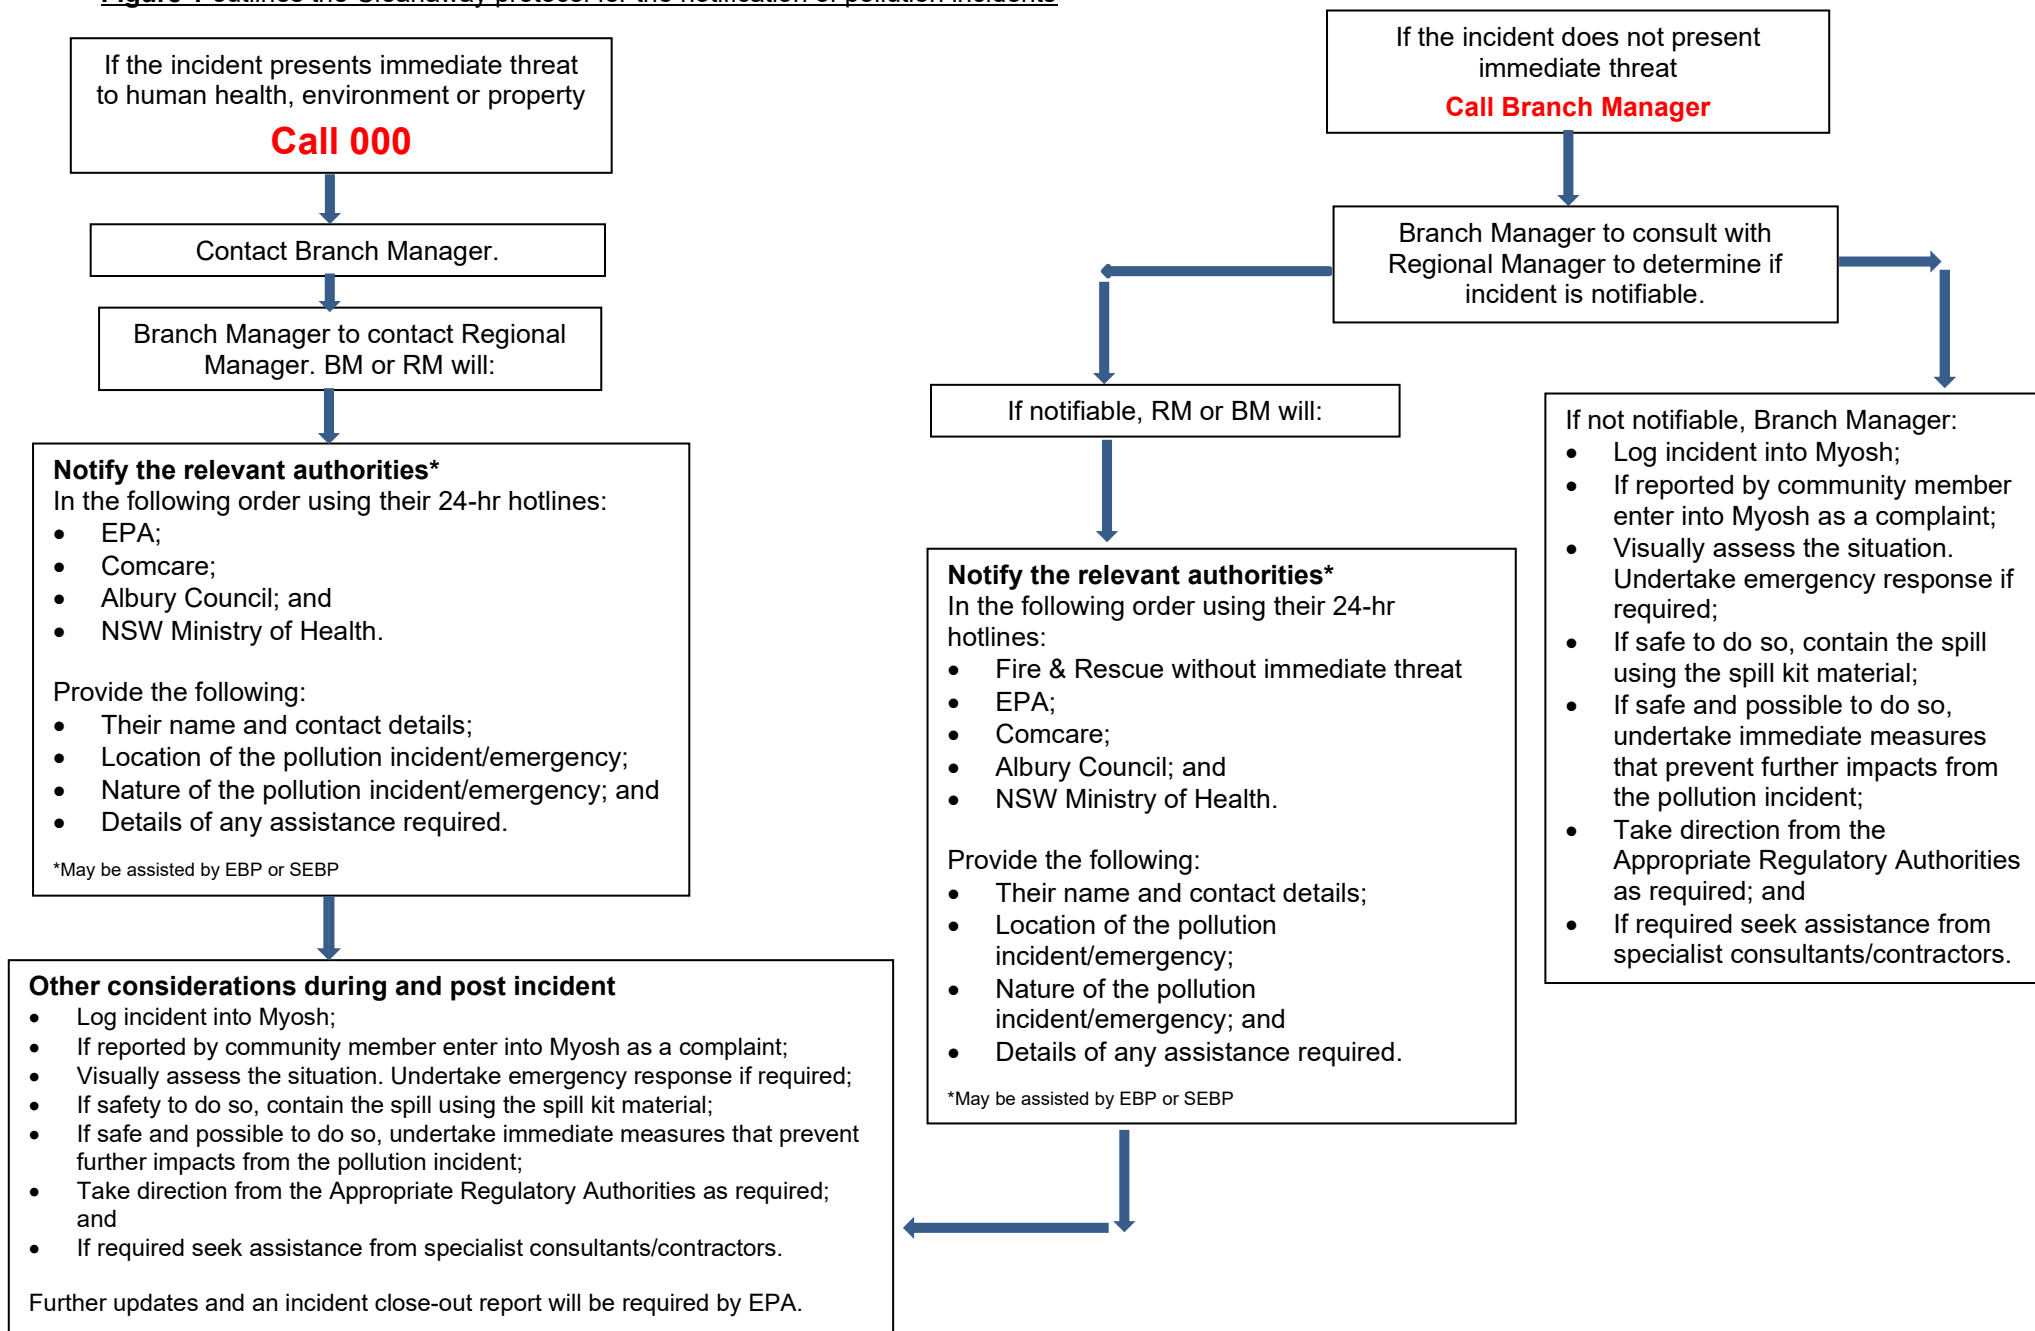 Figure 1 outlines the Cleanaway protocol for the notification of pollution incidents
If the incident presents immediate threat
to human health, environment or property
Call 000
Contact Branch Manager.
Branch Manager to contact Regional
Manager. BM or RM will:
Notify the relevant authorities*
In the following order using their 24-hr hotlines:
• EPA;
• Comcare;
• Albury Council; and
• NSW Ministry of Health.
Provide the following:
• Their name and contact details;
• Location of the pollution incident/emergency;
• Nature of the pollution incident/emergency; and
• Details of any assistance required.
*May be assisted by EBP or SEBP
Other considerations during and post incident
• Log incident into Myosh;
• If reported by community member enter into Myosh as a complaint;
• Visually assess the situation. Undertake emergency response if required;
• If safety to do so, contain the spill using the spill kit material;
• If safe and possible to do so, undertake immediate measures that prevent
further impacts from the pollution incident;
• Take direction from the Appropriate Regulatory Authorities as required;
and
• If required seek assistance from specialist consultants/contractors.
Further updates and an incident close-out report will be required by EPA.
If the incident does not present
immediate threat
Call Branch Manager
Branch Manager to consult with
Regional Manager to determine if
incident is notifiable.
If notifiable, RM or BM will:
Notify the relevant authorities*
In the following order using their 24-hr
hotlines:
• Fire & Rescue without immediate threat
• EPA;
• Comcare;
• Albury Council; and
• NSW Ministry of Health.
Provide the following:
• Their name and contact details;
• Location of the pollution
incident/emergency;
• Nature of the pollution
incident/emergency; and
• Details of any assistance required.
*May be assisted by EBP or SEBP
If not notifiable, Branch Manager:
• Log incident into Myosh;
• If reported by community member
enter into Myosh as a complaint;
• Visually assess the situation.
Undertake emergency response if
required;
• If safe to do so, contain the spill
using the spill kit material;
• If safe and possible to do so,
undertake immediate measures
that prevent further impacts from
the pollution incident;
• Take direction from the
Appropriate Regulatory Authorities
as required; and
• If required seek assistance from
specialist consultants/contractors.